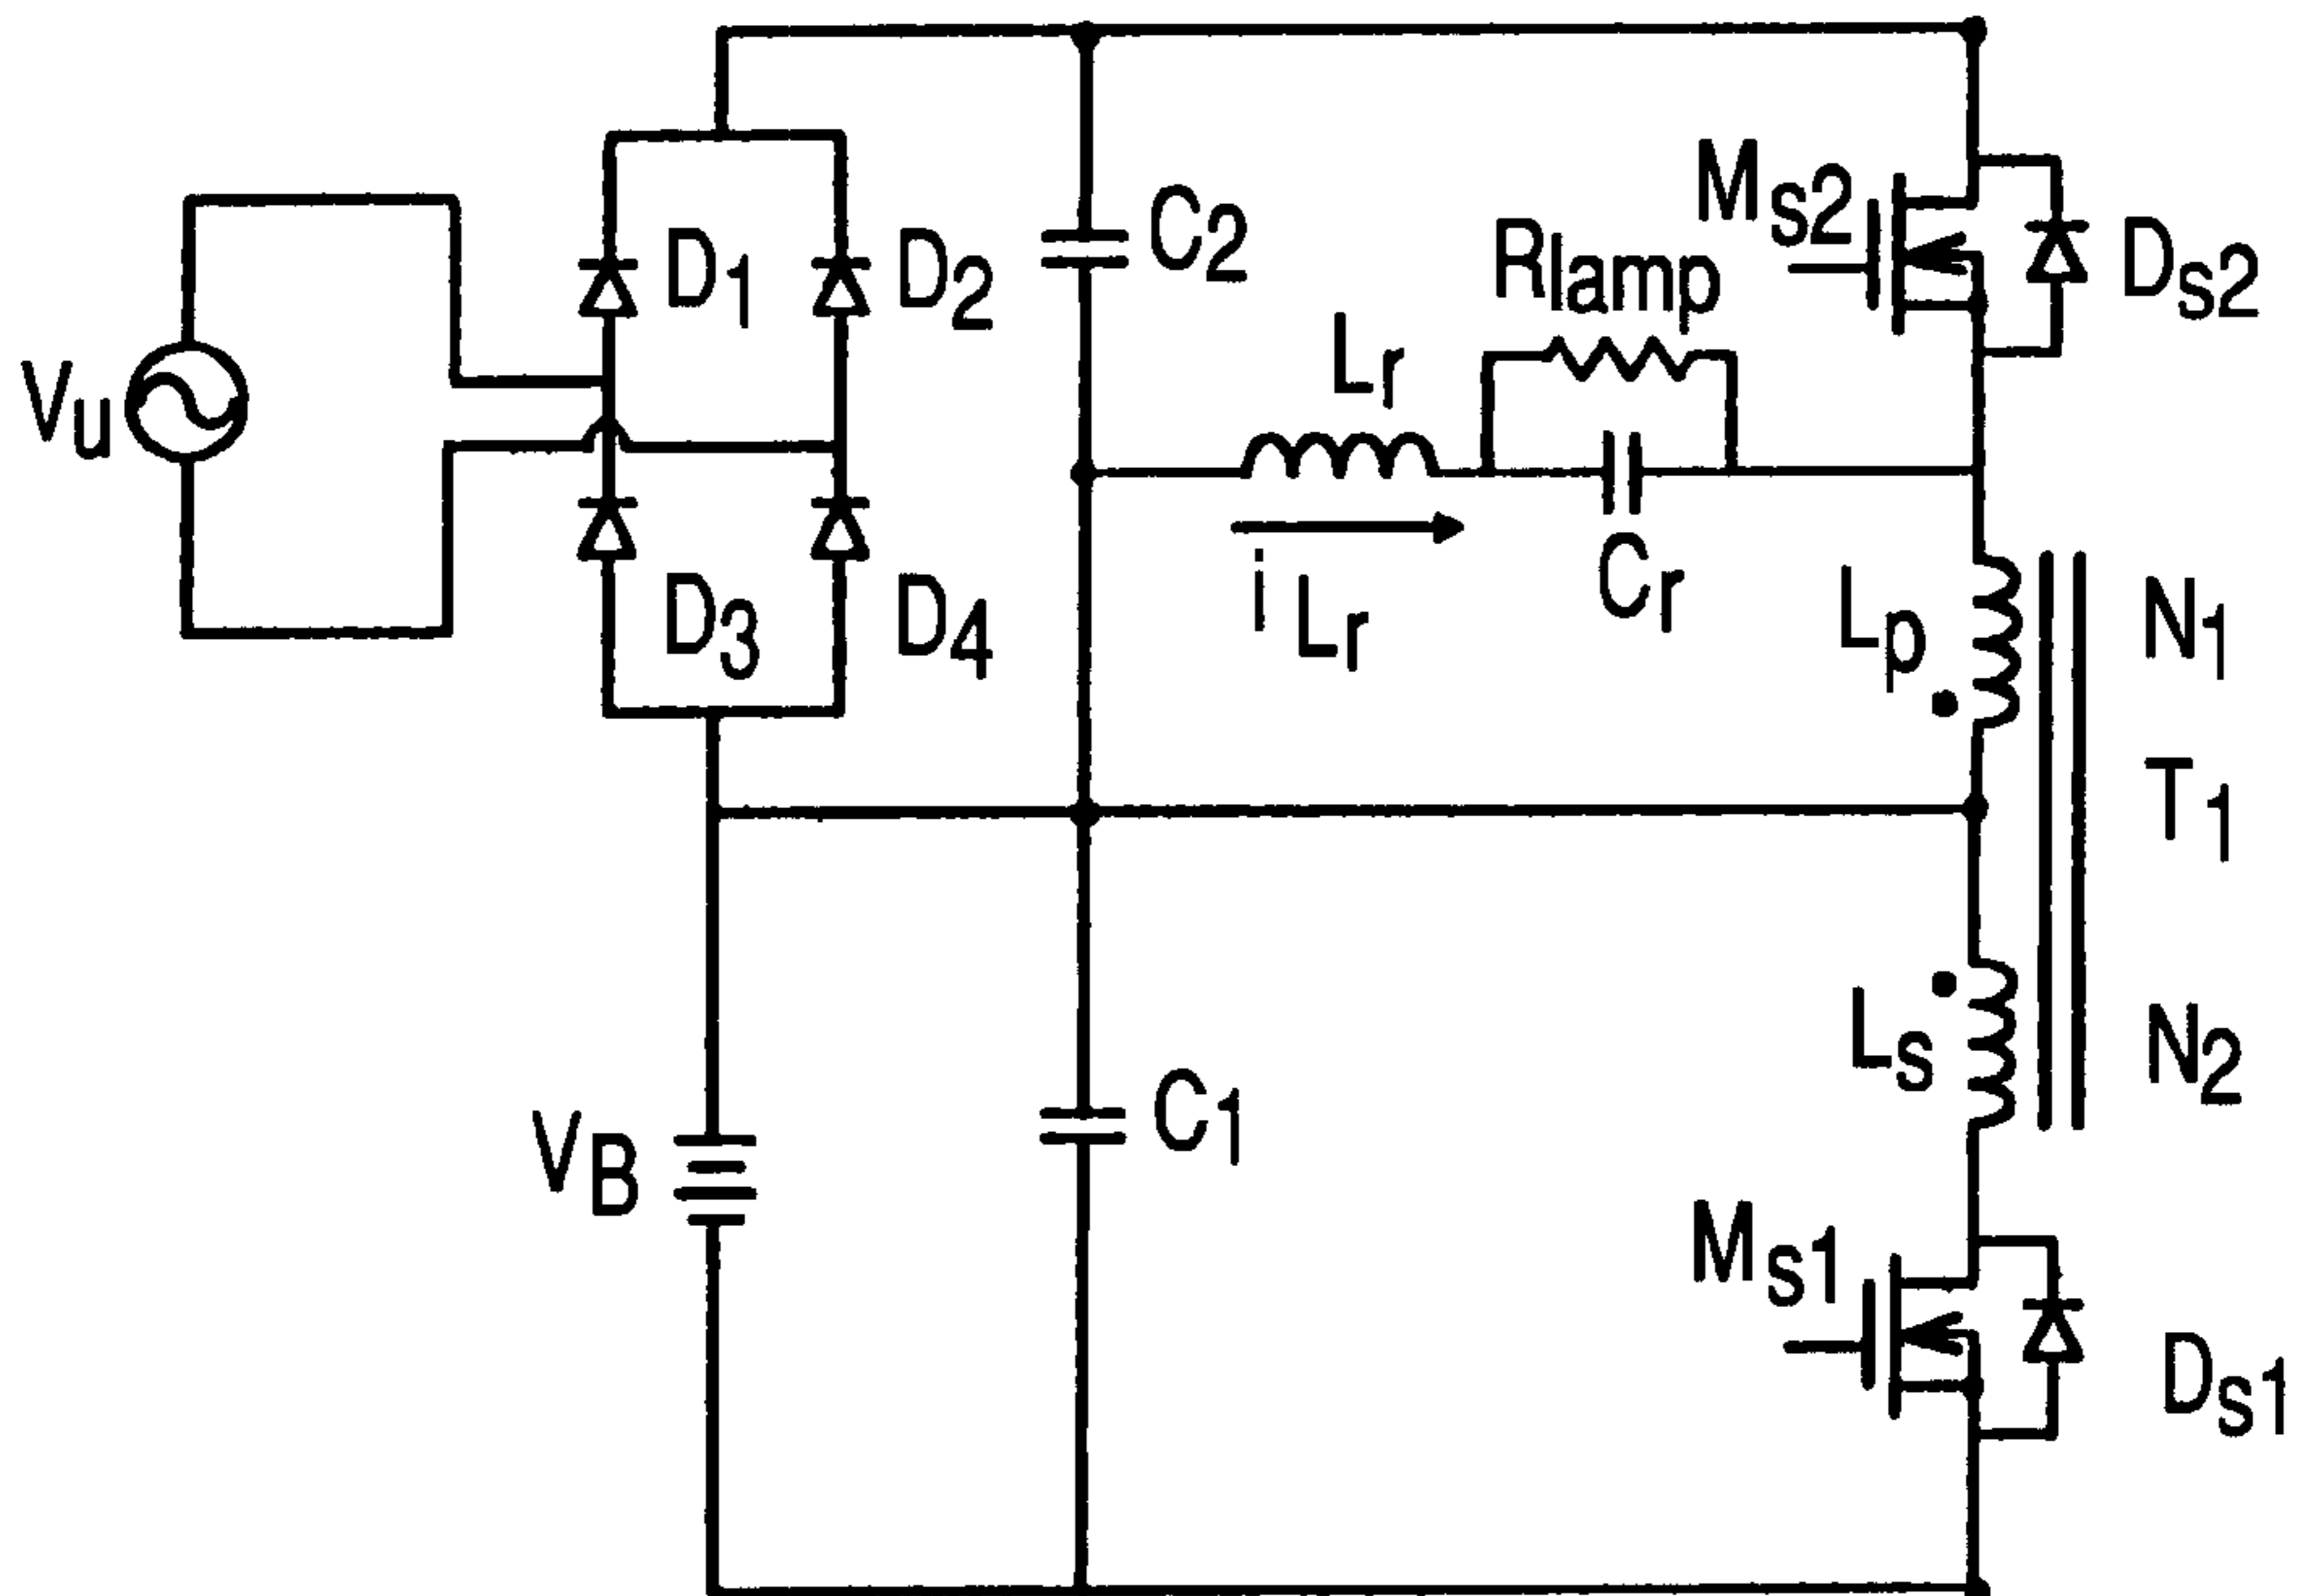 Vu
D1
D2
D3
D4
C2
Rlamp
Ms2
Ds2
Lr
iLr
Cr
Lp
N1
T1
Ls
N2
VB
C1
Ms1
Ds1